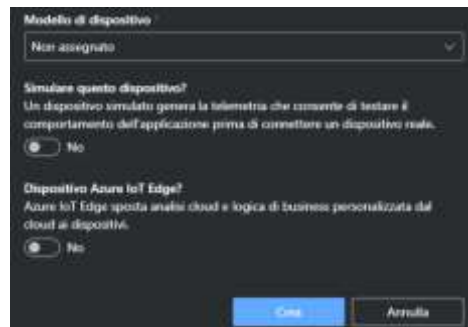 Modello di dispositivo *
Non assegnato
Simulare questo dispositivo?
Un dispositivo simulato genera la telemetria che consente di testare il
comportamento dell'applicazione prima di connettere un dispositivo reale.
No
Dispositivo Azure IoT Edge?
Azure IoT Edge sposta analisi cloud e logica di business personalizzata dal
cloud ai dispositivi.
No
Crea Annulla